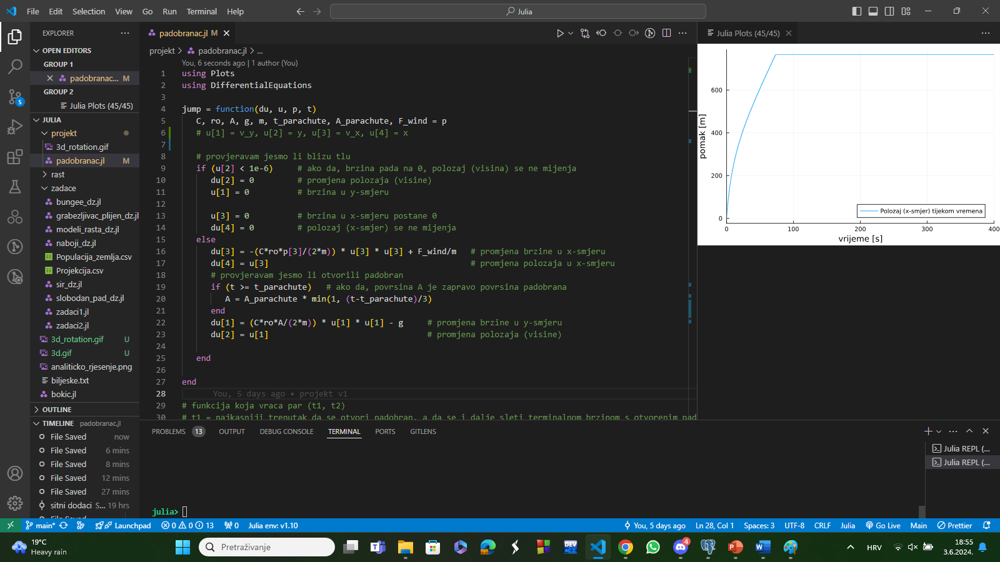 File Edit Selection View Go Run Terminal Help
Julia
EXPLORER
OPEN EDITORS
GROUP 1
padobranac... M
GROUP 2
Julia Plots (45/45)
JULIA
projekt
3d_rotation.gif
padobranac.jl M
rast
zadace
bungee_dz.jl
grabezljivac_plijen_dz.jl
modeli_rasta_dz.jl
naboji_dz.jl
Populacija_zemlja.csv
Projekcija.csv
sir_dz.jl
slobodan_pad_dz.jl
zadaci1.jl
zadaci2.jl
3d_rotation.gif U
3d.gif U
analiticko_rjesenje.png
biljeske.txt
bokic.jl
OUTLINE
TIMELINE padobranac.jl
File Saved now
File Saved 6 mins
File Saved 8 mins
File Saved 12 mins
File Saved 27 mins
sitni dodaci S... 19 hrs
File Saved
5
padobranac.jl M
projekt > padobranac.jl > ...
You, 6 seconds ago | 1 author (You)
1 using Plots
2 using DifferentialEquations
3
4 jump = function(du, u, p, t)
5 C, ro, A, g, m, t_parachute, A_parachute, F_wind = p
6 # u[1] = v_y, u[2] = y, u[3] = v_x, u[4] = x
7
8 # provjeravam jesmo li blizu tlu
9 if (u[2] < 1e-6) # ako da, brzina pada na 0, polozaj (visina) se ne mijenja
10 du[2] = 0 # promjena polozaja (visine)
11 u[1] = 0 # brzina u y-smjeru
12
13 u[3] = 0 # brzina u x-smjeru postane 0
14 du[4] = 0 # polozaj (x-smjer) se ne mijenja
15 else
16 du[3] = -(C*ro*p[3]/(2*m)) * u[3] * u[3] + F_wind/m # promjena brzine u x-smjeru
17 du[4] = u[3] # promjena polozaja u x-smjeru
18 # provjeravam jesmo li otvorili padobran
19 if (t >= t_parachute) # ako da, povrsina A je zapravo povrsina padobrana
20 A = A_parachute * min(1, (t-t_parachute)/3)
21 end
22 du[1] = (C*ro*A/(2*m)) * u[1] * u[1] - g # promjena brzine u y-smjeru
23 du[2] = u[1] # promjena polozaja (visine)
24
25 end
26
27 end
28 You, 5 days ago • projekt v1
29 # funkcija koja vraca par (t1, t2)
30 # t1 = najkasniji trenutak da se otvori padobran, a da se i dalje sleti terminalnom brzinom s otvorenim pad
Julia Plots (45/45)
pomak [m]
600
400
200
0
0 100 200 300 400
vrijeme [s]
Polozaj (x-smjer) tijekom vremena
PROBLEMS 13 OUTPUT DEBUG CONSOLE TERMINAL PORTS GITLENS
Julia REPL (...
Julia REPL (...
julia>
main* Launchpad 0 0 13 0 Julia env: v1.10
You, 5 days ago Ln 28, Col 1 Spaces: 3 UTF-8 CRLF Julia Go Live Main Prettier
19°C
Heavy rain
Pretraživanje
DEV
4
HRV
18:55
3.6.2024.